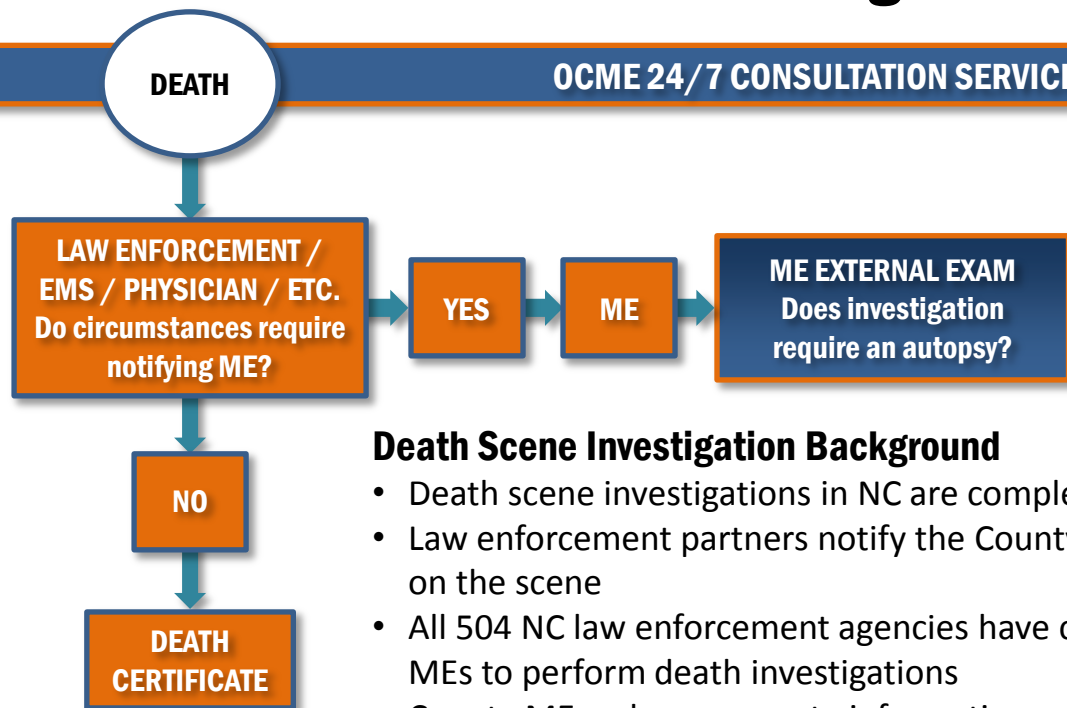 DEATH
OCME 24/7 CONSULTATION SERVICE
LAW ENFORCEMENT /
EMS / PHYSICIAN / ETC.
Do circumstances require
notifying ME?
YES
ME
ME EXTERNAL EXAM
Does investigation
require an autopsy?
NO
DEATH
CERTIFICATE
Death Scene Investigation Background
• Death scene investigations in NC are
• Law enforcement partners notify the
on the scene
• All 504 NC law enforcement agencies have
MEs to perform death investigations